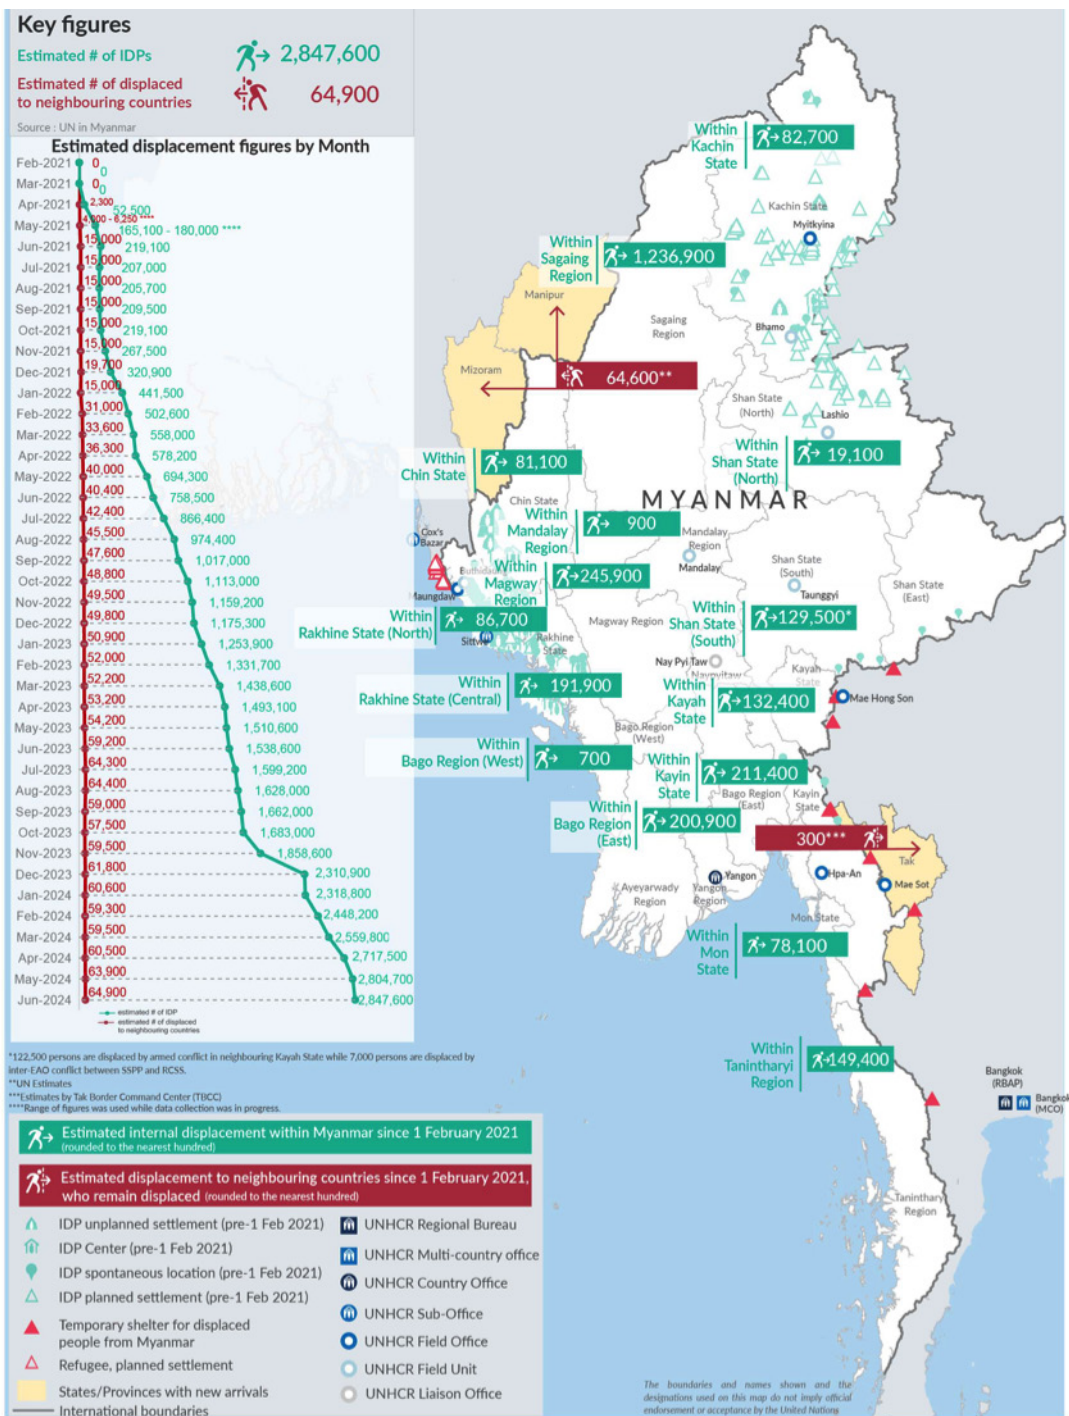 Key figures
Estimated # of IDPs
2,847,600
Estimated # of displaced
to neighbouring countries
64,900
Source : UN in Myanmar
Estimated displacement figures by Month
Feb-2021 0 0
Mar-2021 0 0
Apr-2021 2,300 52,500
May-2021 4,000 - 6,250 **** 165,100 - 180,000 ****
Jun-2021 15,000 219,100
Jul-2021 15,000 207,000
Aug-2021 15,000 205,700
Sep-2021 15,000 209,500
Oct-2021 15,000 219,100
Nov-2021 15,000 267,500
Dec-2021 19,700 320,900
Jan-2022 15,000 441,500
Feb-2022 31,000 502,600
Mar-2022 33,600 558,000
Apr-2022 36,300 578,200
May-2022 40,000 694,300
Jun-2022 40,400 758,500
Jul-2022 42,400 866,400
Aug-2022 45,500 974,400
Sep-2022 47,600 1,017,000
Oct-2022 48,800 1,113,000
Nov-2022 49,500 1,159,200
Dec-2022 49,800 1,175,300
Jan-2023 50,900 1,253,900
Feb-2023 52,000 1,331,700
Mar-2023 52,200 1,438,600
Apr-2023 53,200 1,493,100
May-2023 54,200 1,510,600
Jun-2023 59,200 1,538,600
Jul-2023 64,300 1,599,200
Aug-2023 64,400 1,628,000
Sep-2023 59,000 1,662,000
Oct-2023 57,500 1,683,000
Nov-2023 59,500 1,858,600
Dec-2023 61,800 2,310,900
Jan-2024 60,600 2,318,800
Feb-2024 59,300 2,448,200
Mar-2024 59,500 2,559,800
Apr-2024 60,500 2,717,500
May-2024 63,900 2,804,700
Jun-2024 64,900 2,847,600
estimated # of IDP
estimated # of displaced
to neighbouring countries
Within
Kachin
State
82,700
Kachin State
Myitkyina
Within
Sagaing
Region
1,236,900
Manipur
Sagaing
Region
Bhamo
Mizoram
64,600**
Shan State
(North)
Lashio
Within
Chin State
81,100
Within
Shan State
(North)
19,100
Chin State
MYANMAR
Within
Mandalay
Region
900
Mandalay
Region
Mandalay
Cox's
Bazar
Buthidaung
Maungdaw
Within
Magway
Region
245,900
Shan State
(South)
Taunggyi
Shan State
(East)
Within
Rakhine State (North)
86,700
Sittwe
Rakhine
State
Magway Region
Within
Shan State
(South)
129,500*
Nay Pyi Taw
Naypyitaw
Kayah
State
Within
Rakhine State (Central)
191,900
Within
Kayah
State
132,400
Mae Hong Son
Bago Region
(West)
Within
Bago Region (West)
700
Within
Kayin
State
211,400
Bago Region
(East)
Kayin
State
Within
Bago Region
(East)
200,900
300***
Tak
Hpa-An
Mae Sot
Yangon
Yangon
Region
Ayeyarwady
Region
Mon State
Within
Mon
State
78,100
Within
Tanintharyi
Region
149,400
Bangkok
(RBAP)
Bangkok
(MCO)
Taninthary
Region
*122,500 persons are displaced by armed conflict in neighbouring Kayah State while 7,000 persons are displaced by
inter-EAO conflict between SSPP and RCSS.
**UN Estimates
***Estimates by Tak Border Command Center (TBCC)
****Range of figures was used while data collection was in progress.
Estimated internal displacement within Myanmar since 1 February 2021
(rounded to the nearest hundred)
Estimated displacement to neighbouring countries since 1 February 2021,
who remain displaced (rounded to the nearest hundred)
IDP unplanned settlement (pre-1 Feb 2021)
IDP Center (pre-1 Feb 2021)
IDP spontaneous location (pre-1 Feb 2021)
IDP planned settlement (pre-1 Feb 2021)
Temporary shelter for displaced
people from Myanmar
Refugee, planned settlement
States/Provinces with new arrivals
International boundaries
UNHCR Regional Bureau
UNHCR Multi-country office
UNHCR Country Office
UNHCR Sub-Office
UNHCR Field Office
UNHCR Field Unit
UNHCR Liaison Office
The boundaries and names shown and the
designations used on this map do not imply official
endorsement or acceptance by the United Nations